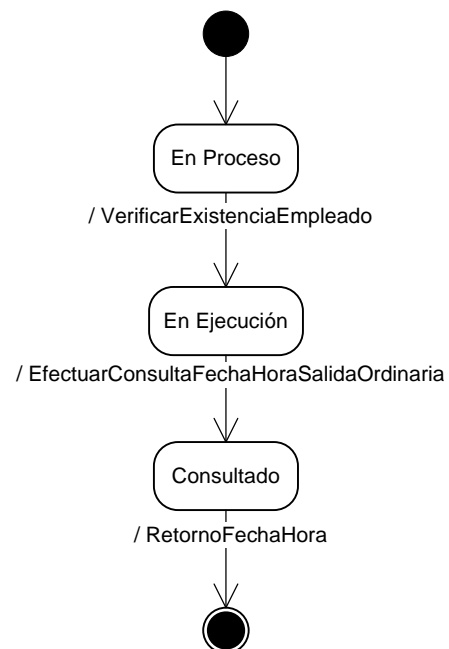 En Proceso
/ VerificarExistenciaEmpleado
En Ejecución
/ EfectuarConsultaFechaHoraSalidaOrdinaria
Consultado
/ RetornoFechaHora